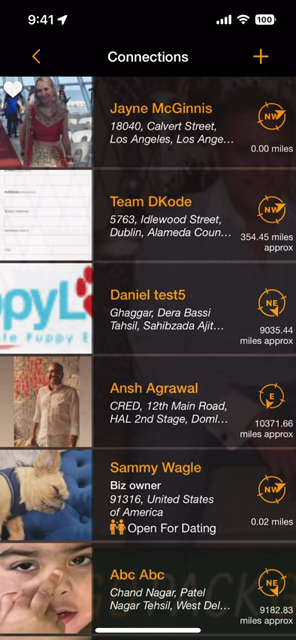 9:41
100
Connections
Jayne McGinnis
18040, Calvert Street,
Los Angeles, Los Ange...
NW
0.00 miles
Team DKode
5763, Idlewood Street,
Dublin, Alameda Coun...
NW
354.45 miles
approx
Daniel test5
Ghaggar, Dera Bassi
Tahsil, Sahibzada Ajit...
NE
9035.44
miles approx
ppyL
te Puppy E
Ansh Agrawal
CRED, 12th Main Road,
HAL 2nd Stage, Doml...
E
10371.66
miles approx
Sammy Wagle
Biz owner
91316, United States
of America
Open For Dating
NW
0.02 miles
Abc Abc
Chand Nagar, Patel
Nagar Tehsil, West Del...
NE
9182.83
miles approx